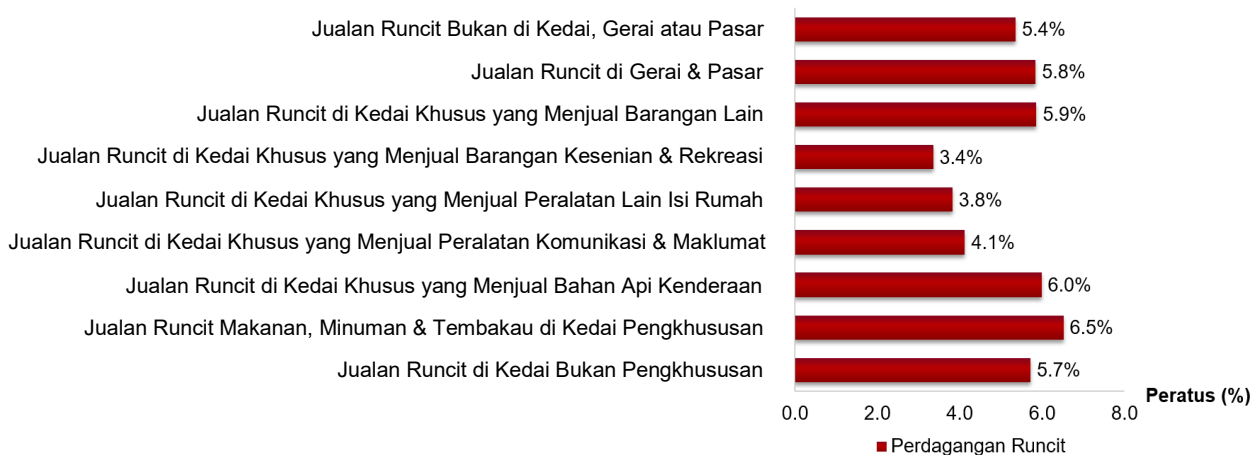 Jualan Runcit Bukan di Kedai, Gerai atau Pasar 5.4%
Jualan Runcit di Gerai & Pasar 5.8%
Jualan Runcit di Kedai Khusus yang Menjual Barangan Lain 5.9%
Jualan Runcit di Kedai Khusus yang Menjual Barangan Kesenian & Rekreasi 3.4%
Jualan Runcit di Kedai Khusus yang Menjual Peralatan Lain Isi Rumah 3.8%
Jualan Runcit di Kedai Khusus yang Menjual Peralatan Komunikasi & Maklumat 4.1%
Jualan Runcit di Kedai Khusus yang Menjual Bahan Api Kenderaan 6.0%
Jualan Runcit Makanan, Minuman & Tembakau di Kedai Pengkhususan 6.5%
Jualan Runcit di Kedai Bukan Pengkhususan 5.7%
Peratus (%)
0.0 2.0 4.0 6.0 8.0
Perdagangan Runcit